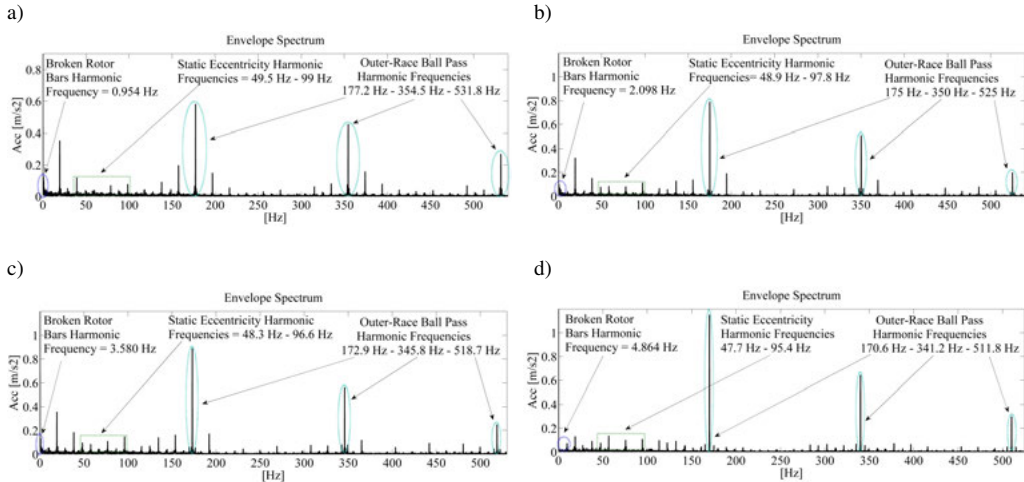 a)
Envelope Spectrum
Broken Rotor
Bars Harmonic
Frequency = 0.954 Hz
Static Eccentricity Harmonic
Frequencies = 49.5 Hz - 99 Hz
Outer-Race Ball Pass
Harmonic Frequencies
177.2 Hz - 354.5 Hz - 531.8 Hz
Acc [m/s2]
0.8
0.6
0.4
0.2
0
0 50 100 150 200 250 300 350 400 450 500
[Hz]
b)
Envelope Spectrum
Broken Rotor
Bars Harmonic
Frequency = 2.098 Hz
Static Eccentricity Harmonic
Frequencies= 48.9 Hz - 97.8 Hz
Outer-Race Ball Pass
Harmonic Frequencies
175 Hz - 350 Hz - 525 Hz
Acc [m/s2]
1
0.8
0.6
0.4
0.2
0
0 50 100 150 200 250 300 350 400 450 500
[Hz]
c)
Envelope Spectrum
Broken Rotor
Bars Harmonic
Frequency = 3.580 Hz
Static Eccentricity Harmonic
Frequencies = 48.3 Hz - 96.6 Hz
Outer-Race Ball Pass
Harmonic Frequencies
172.9 Hz - 345.8 Hz - 518.7 Hz
Acc [m/s2]
1
0.8
0.6
0.4
0.2
0
0 50 100 150 200 250 300 350 400 450 500
[Hz]
d)
Envelope Spectrum
Broken Rotor
Bars Harmonic
Frequency = 4.864 Hz
Static Eccentricity
Harmonic Frequencies
47.7 Hz - 95.4 Hz
Outer-Race Ball Pass
Harmonic Frequencies
170.6 Hz - 341.2 Hz - 511.8 Hz
Acc [m/s2]
1
0.8
0.6
0.4
0.2
0
0 50 100 150 200 250 300 350 400 450 500
[Hz]